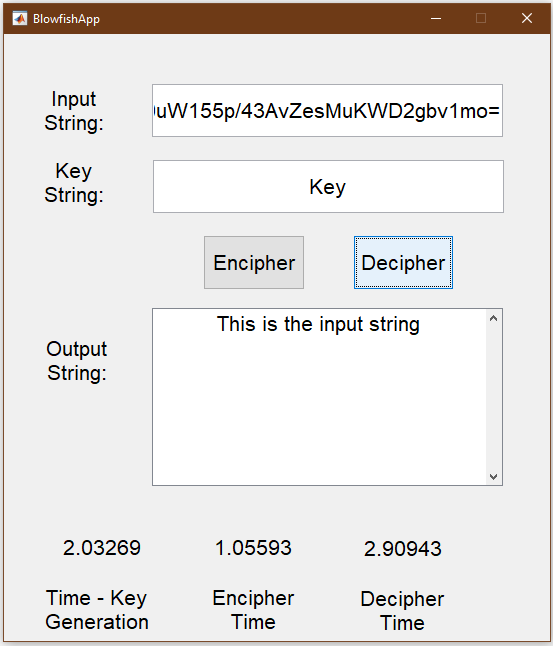 BlowfishApp
Input
String:
uW155p/43AvZesMuKWD2gbv1mo=
Key
String:
Key
Encipher
Decipher
Output
String:
This is the input string
2.03269
1.05593
2.90943
Time - Key
Generation
Encipher
Time
Decipher
Time